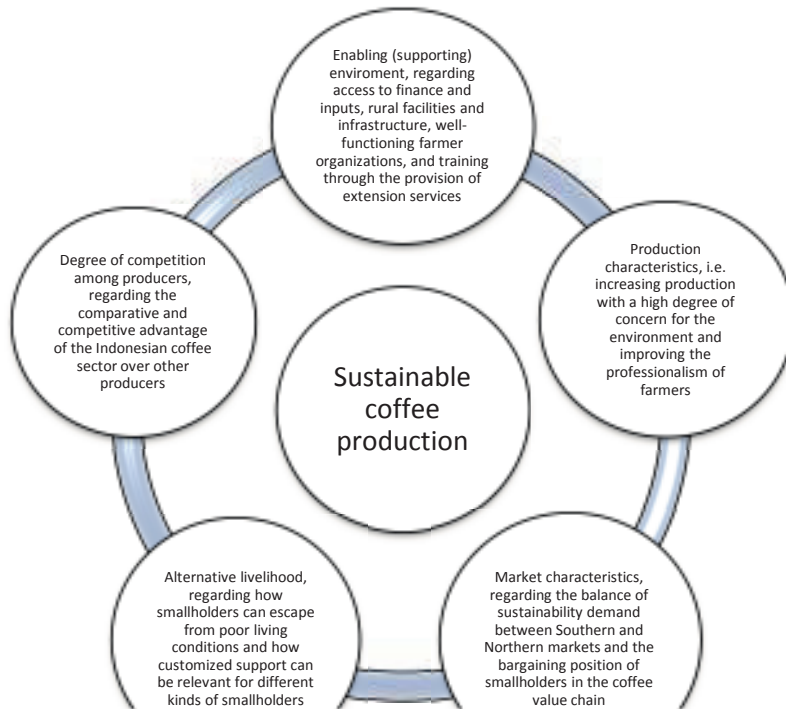 Enabling (supporting)
enviroment, regarding
access to finance and
inputs, rural facilities and
infrastructure, well-
functioning farmer
organizations, and training
through the provision of
extension services
Degree of competition
among producers,
regarding the
comparative and
competitive advantage
of the Indonesian coffee
sector over other
producers
Production
characteristics, i.e.
increasing production
with a high degree of
concern for the
environment and
improving the
professionalism of
farmers
Sustainable
coffee
production
Alternative livelihood,
regarding how
smallholders can escape
from poor living
conditions and how
customized support can
be relevant for different
kinds of smallholders
Market characteristics,
regarding the balance of
sustainability demand
between Southern and
Northern markets and the
bargaining position of
smallholders in the coffee
value chain